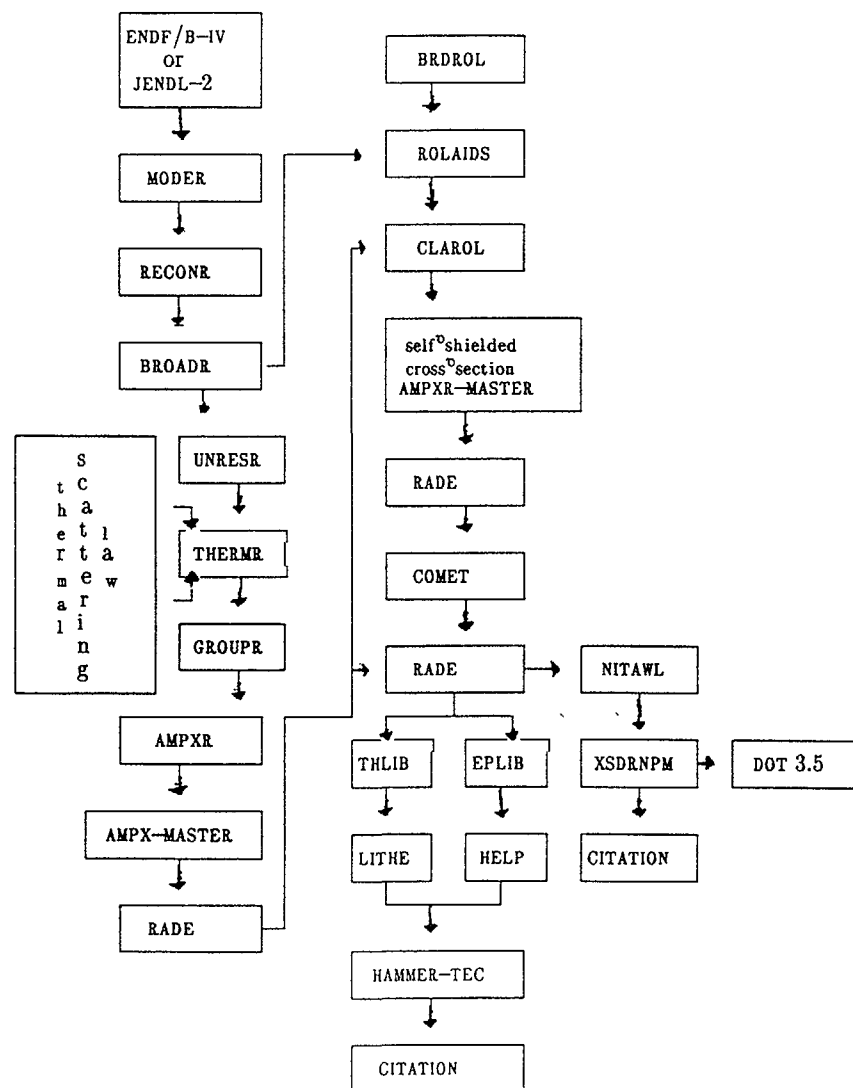 ENDF/B-IV
or
JENDL-2
MODER
RECONR
BROADR
thermal
scattering
law
UNRESR
THERMR
GROUPR
AMPXR
AMPX-MASTER
RADE
BRDROL
ROLAIDS
CLAROL
self shielded
cross section
AMPXR-MASTER
RADE
COMET
RADE
NITAWL
THLIB
EPLIB
XSDRNPM
DOT 3.5
LITHE
HELP
CITATION
HAMMER-TEC
CITATION